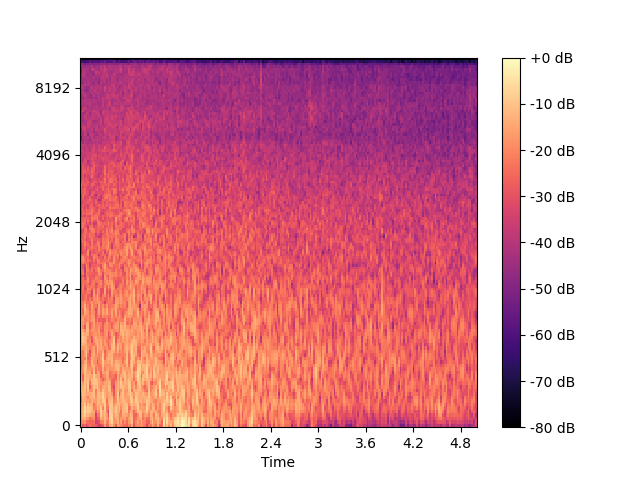 8192
4096
2048
1024
512
0
Hz
0 0.6 1.2 1.8 2.4 3 3.6 4.2 4.8
Time
+0 dB
-10 dB
-20 dB
-30 dB
-40 dB
-50 dB
-60 dB
-70 dB
-80 dB